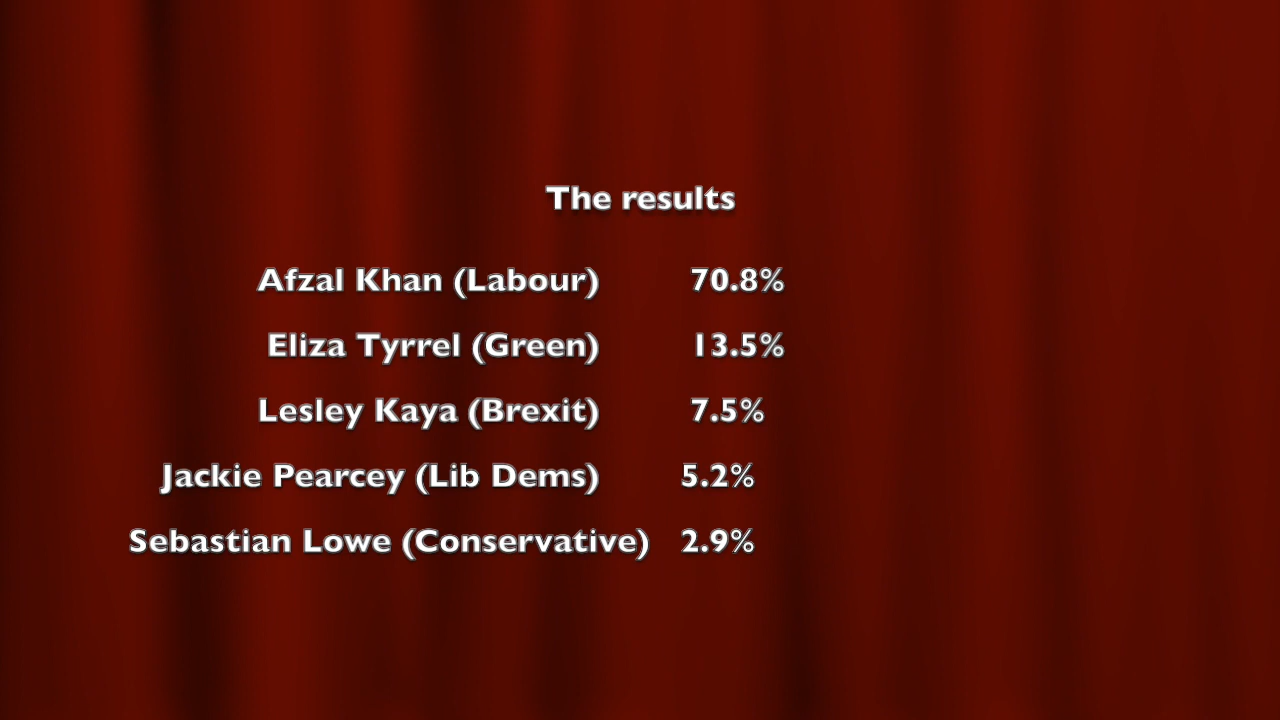 The results
Afzal Khan (Labour) 70.8%
Eliza Tyrrel (Green) 13.5%
Lesley Kaya (Brexit) 7.5%
Jackie Pearcey (Lib Dems) 5.2%
Sebastian Lowe (Conservative) 2.9%